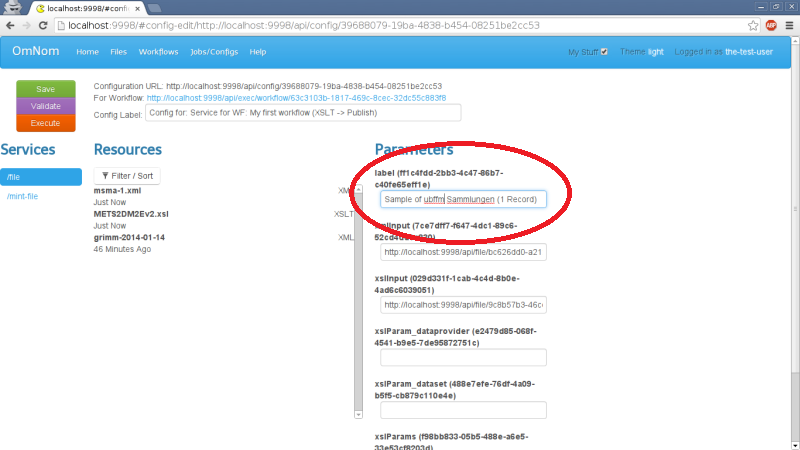 localhost:9998/#confi
localhost:9998/#config-edit/http://localhost:9998/api/config/39688079-19ba-4838-b454-08251be2cc53
OmNom
Home
Files
Workflows
Jobs/Configs
Help
My Stuff
Theme light
Logged in as the-test-user
Save
Validate
Execute
Configuration URL: http://localhost:9998/api/config/39688079-19ba-4838-b454-08251be2cc53
For Workflow: http://localhost:9998/api/exec/workflow/63c3103b-1817-469c-8cec-32dc55c883f8
Config Label: Config for: Service for WF: My first workflow (XSLT -> Publish)
Services
/file
/mint-file
Resources
Filter / Sort
msma-1.xml
XM
Just Now
METS2DM2Ev2.xsl
XSLT
Just Now
grimm-2014-01-14
XML
46 Minutes Ago
Parameters
label (ff1c4fdd-2bb3-4c47-86b7-
c40fe65eff1e)
Sample of ubffm Sammlungen (1 Record)
xmlInput (7ce7dff7-f647-4dc1-89c6-
http://localhost:9998/api/file/bc626dd0-a21
xslInput (029d331f-1cab-4c4d-8b0e-
4ad6c6039051)
http://localhost:9998/api/file/9c8b57b3-46c
xslParam_dataprovider (e2479d85-068f-
4541-b9e5-7de95872751c)
xslParam_dataset (488e7efe-76df-4a09-
b5f5-cb879c110e4e)
xslParams (f98bb833-05b5-488e-a6e5-
33e53cf8203d)